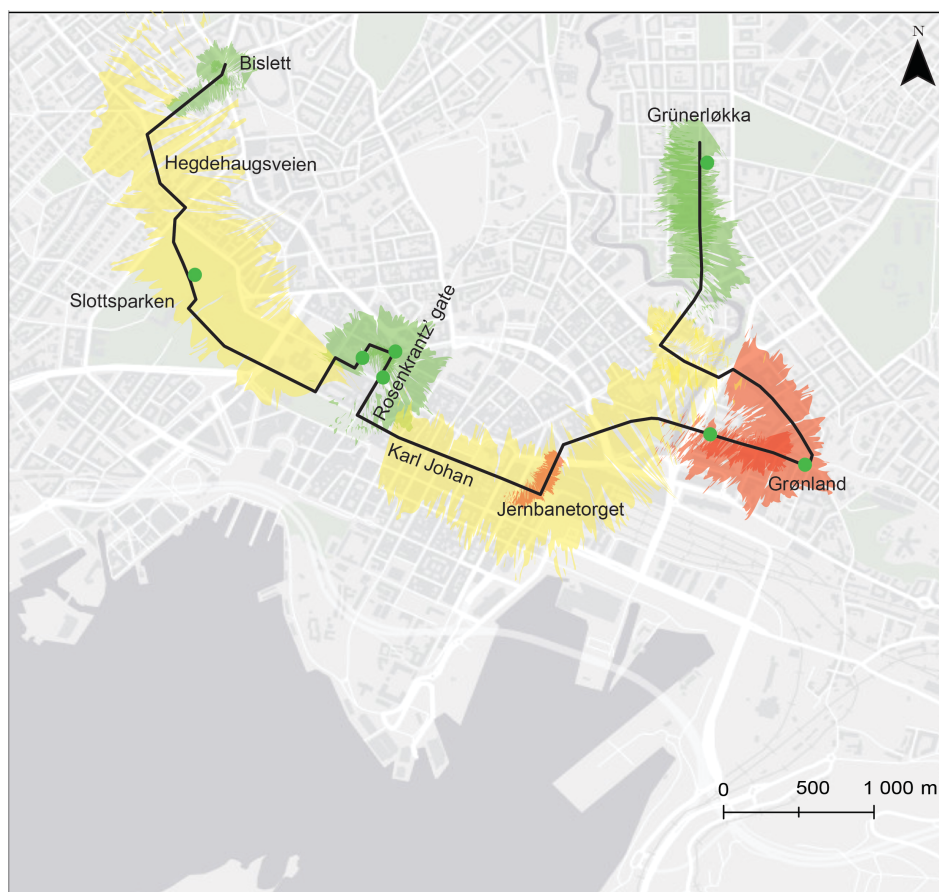 N
Bislett
Grünerløkka
Hegdehaugsveien
Slottsparken
Rosenkrantz' gate
Karl Johan
Grønland
Jernbanetorget
0 500 1 000 m